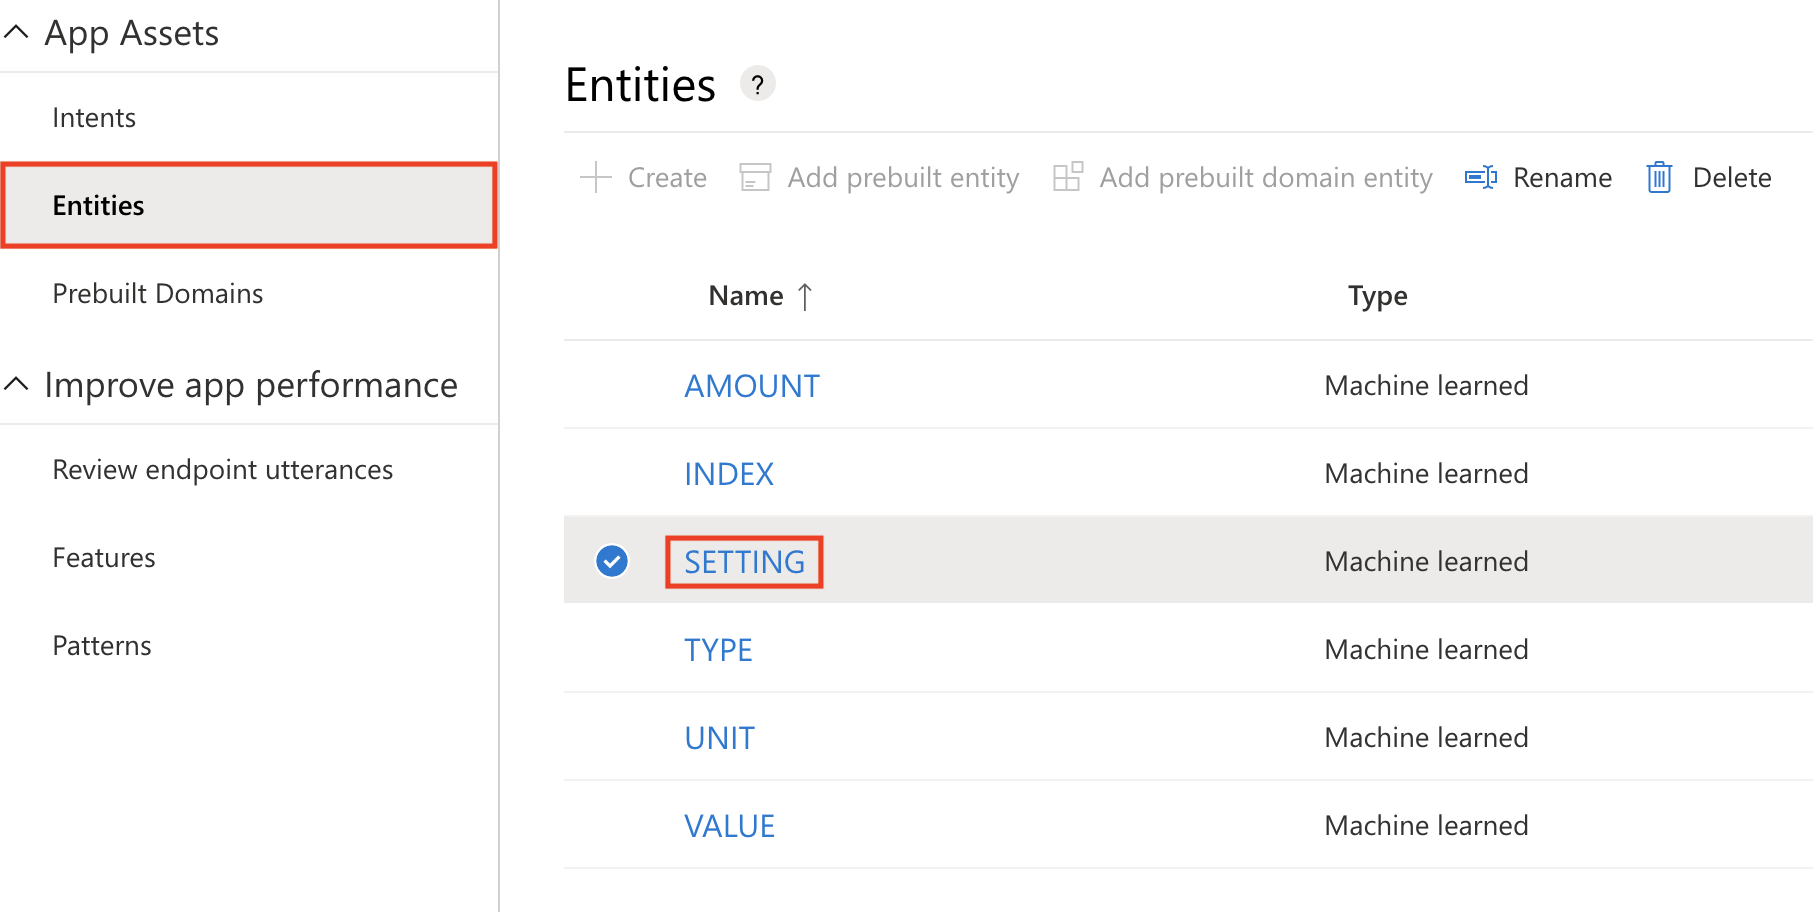 App Assets
Intents
Entities
Prebuilt Domains
Improve app performance
Review endpoint utterances
Features
Patterns
Entities ?
Create Add prebuilt entity Add prebuilt domain entity Rename Delete
Name ↑ Type
AMOUNT Machine learned
INDEX Machine learned
SETTING Machine learned
TYPE Machine learned
UNIT Machine learned
VALUE Machine learned